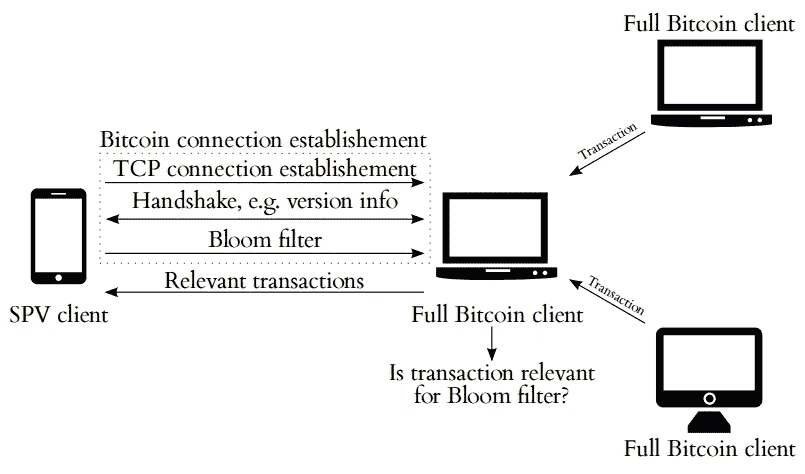 Full Bitcoin client
Transaction
Bitcoin connection establishement
TCP connection establishement
Handshake, e.g. version info
Bloom filter
Relevant transactions
SPV client
Full Bitcoin client
Transaction
Is transaction relevant
for Bloom filter?
Full Bitcoin client